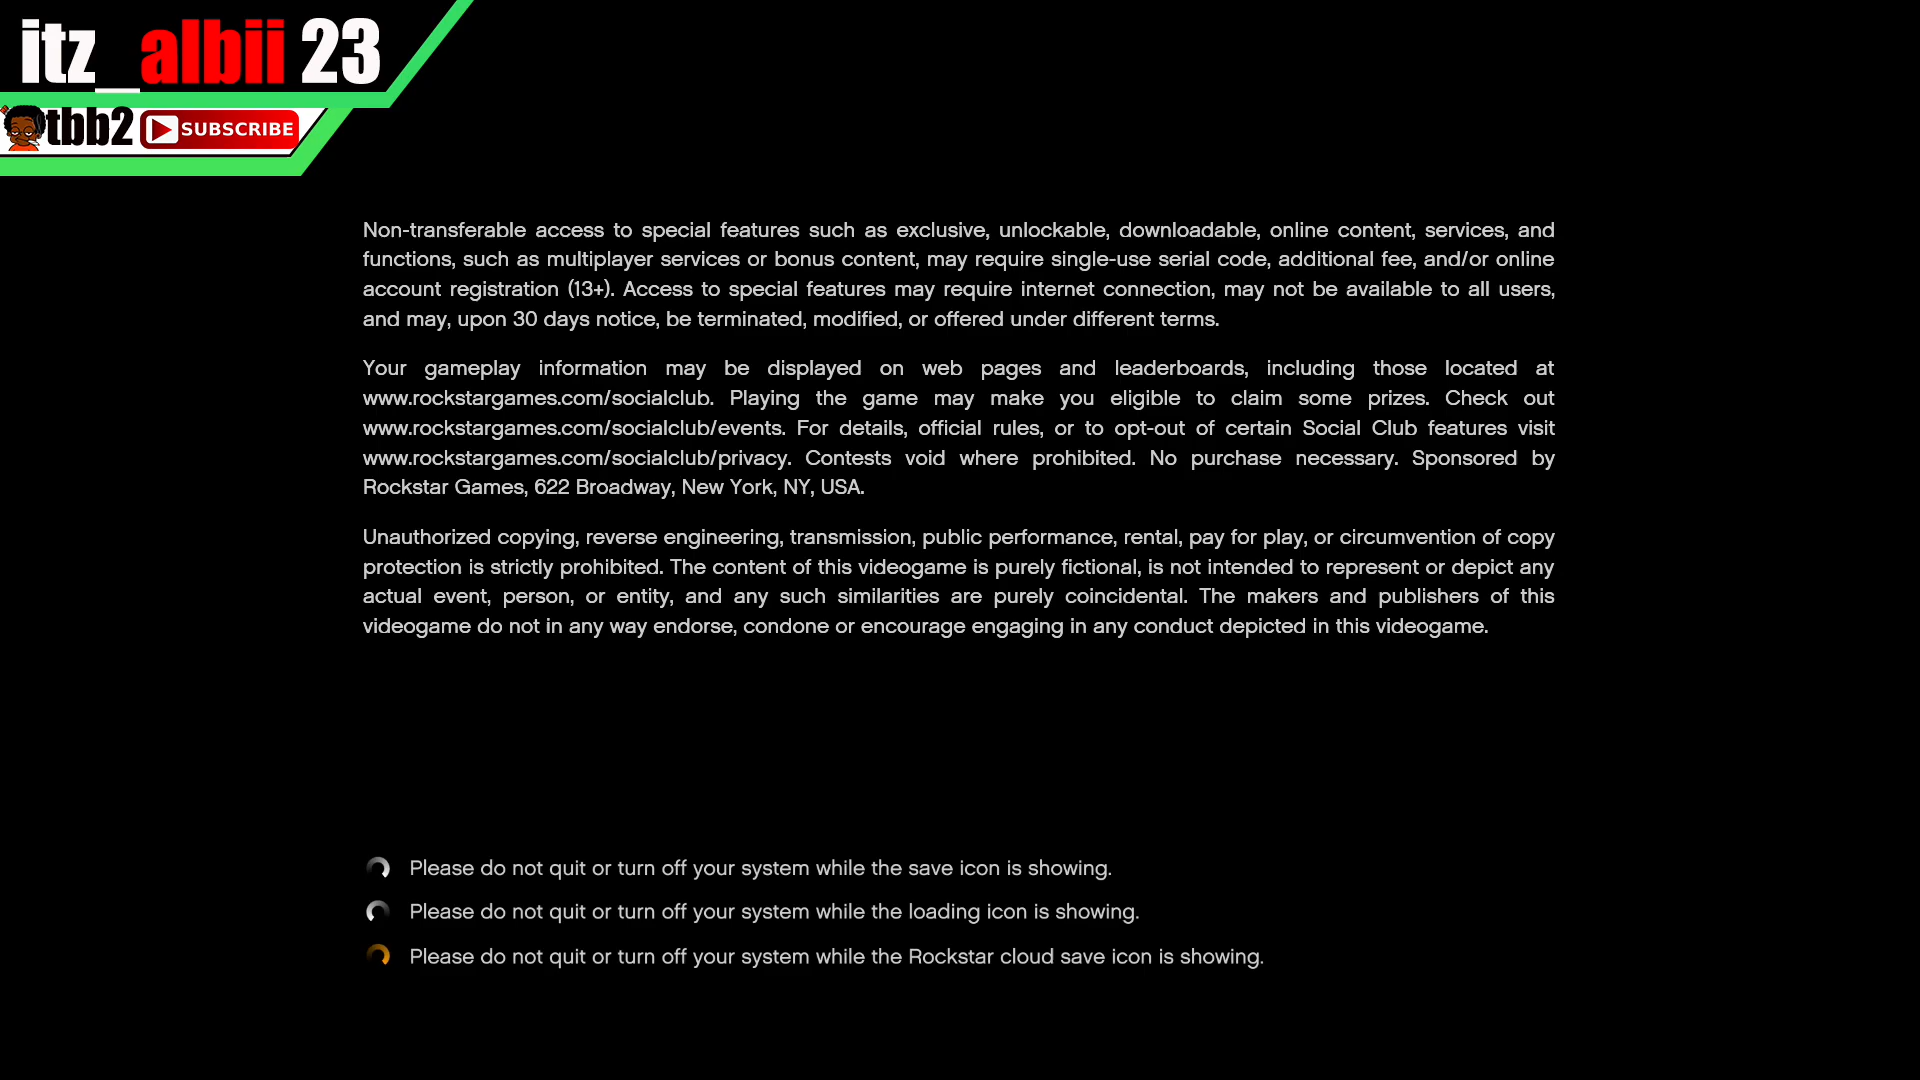 itz_albii 23
tbb2 SUBSCRIBE
Non-transferable access to special features such as exclusive, unlockable, downloadable, online content, services, and
functions, such as multiplayer services or bonus content, may require single-use serial code, additional fee, and/or online
account registration (13+). Access to special features may require internet connection, may not be available to all users,
and may, upon 30 days notice, be terminated, modified, or offered under different terms.
Your gameplay information may be displayed on web pages and leaderboards, including those located at
www.rockstargames.com/socialclub. Playing the game may make you eligible to claim some prizes. Check out
www.rockstargames.com/socialclub/events. For details, official rules, or to opt-out of certain Social Club features visit
www.rockstargames.com/socialclub/privacy. Contests void where prohibited. No purchase necessary. Sponsored by
Rockstar Games, 622 Broadway, New York, NY, USA.
Unauthorized copying, reverse engineering, transmission, public performance, rental, pay for play, or circumvention of copy
protection is strictly prohibited. The content of this videogame is purely fictional, is not intended to represent or depict any
actual event, person, or entity, and any such similarities are purely coincidental. The makers and publishers of this
videogame do not in any way endorse, condone or encourage engaging in any conduct depicted in this videogame.
Please do not quit or turn off your system while the save icon is showing.
Please do not quit or turn off your system while the loading icon is showing.
Please do not quit or turn off your system while the Rockstar cloud save icon is showing.